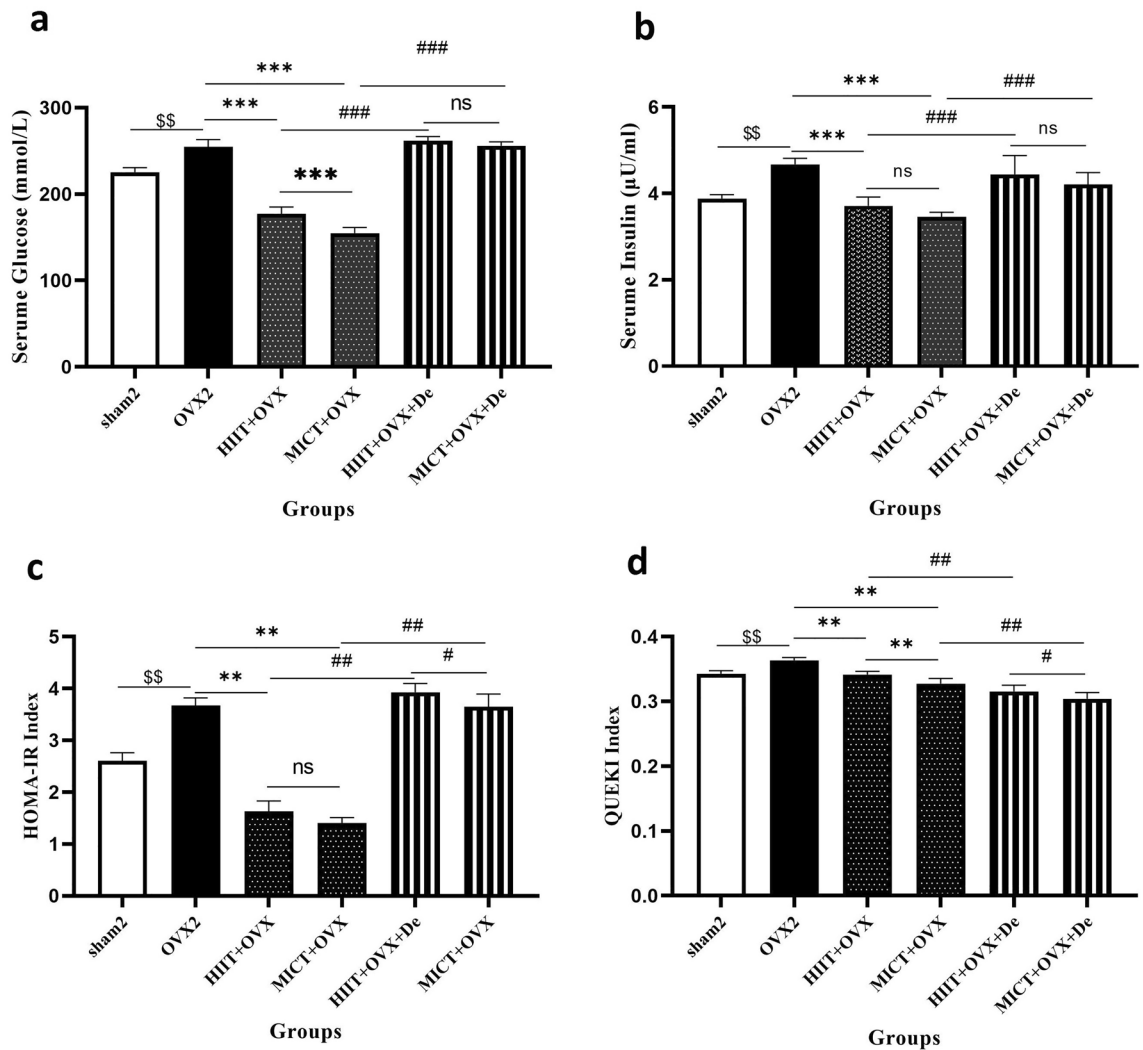 a
###
***
***
###
ns
$$
***
Serume Glucose (mmol/L)
300
200
100
0
sham2
OVX2
HIIT+OVX
MICT+OVX
HIIT+OVX+De
MICT+OVX+De
Groups
b
***
###
###
$$
***
ns
ns
Serume Insulin (µU/ml)
6
4
2
0
sham2
OVX2
HIIT+OVX
MICT+OVX
HIIT+OVX+De
MICT+OVX+De
Groups
c
**
##
##
#
$$
**
ns
HOMA-IR Index
5
4
3
2
1
0
sham2
OVX2
HIIT+OVX
MICT+OVX
HIIT+OVX+De
MICT+OVX
Groups
d
##
**
**
##
$$
**
#
QUEKI Index
0.4
0.3
0.2
0.1
0.0
sham2
OVX2
HIIT+OVX
MICT+OVX
HIIT+OVX+De
MICT+OVX+De
Groups